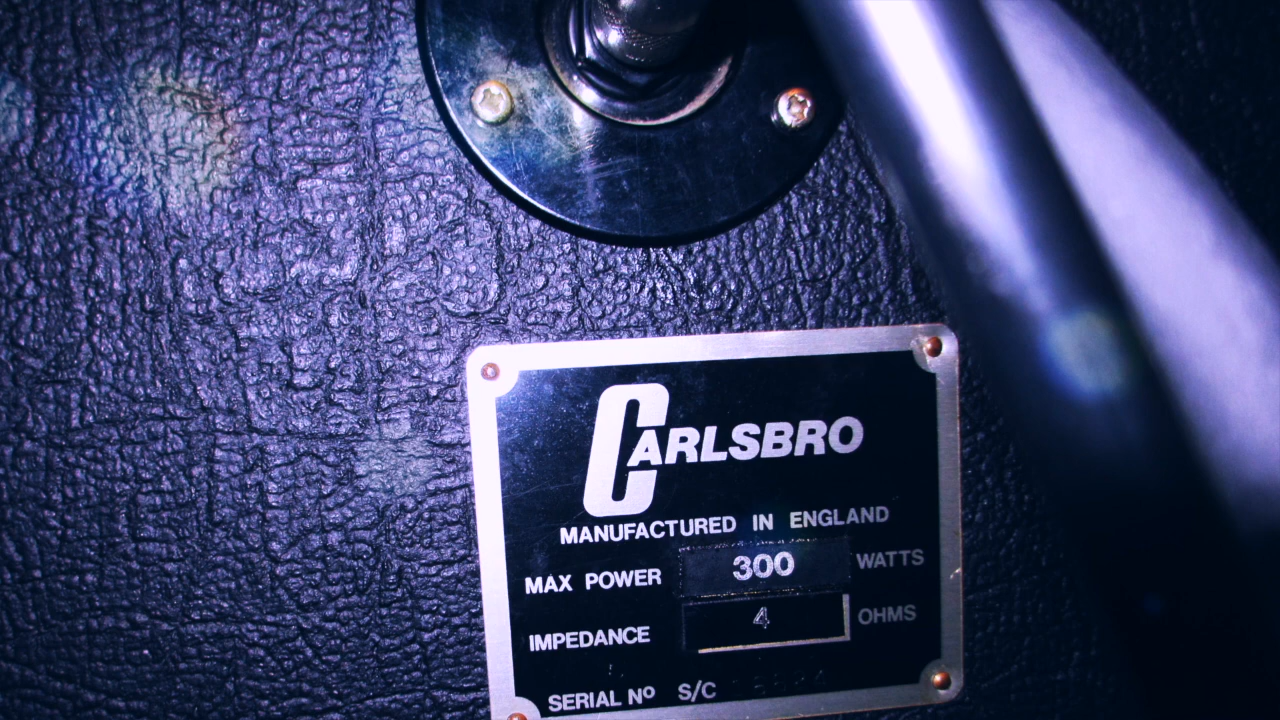 CARLSBRO
MANUFACTURED IN ENGLAND
MAX POWER 300 WATTS
IMPEDANCE 4 OHMS
SERIAL Nº S/C